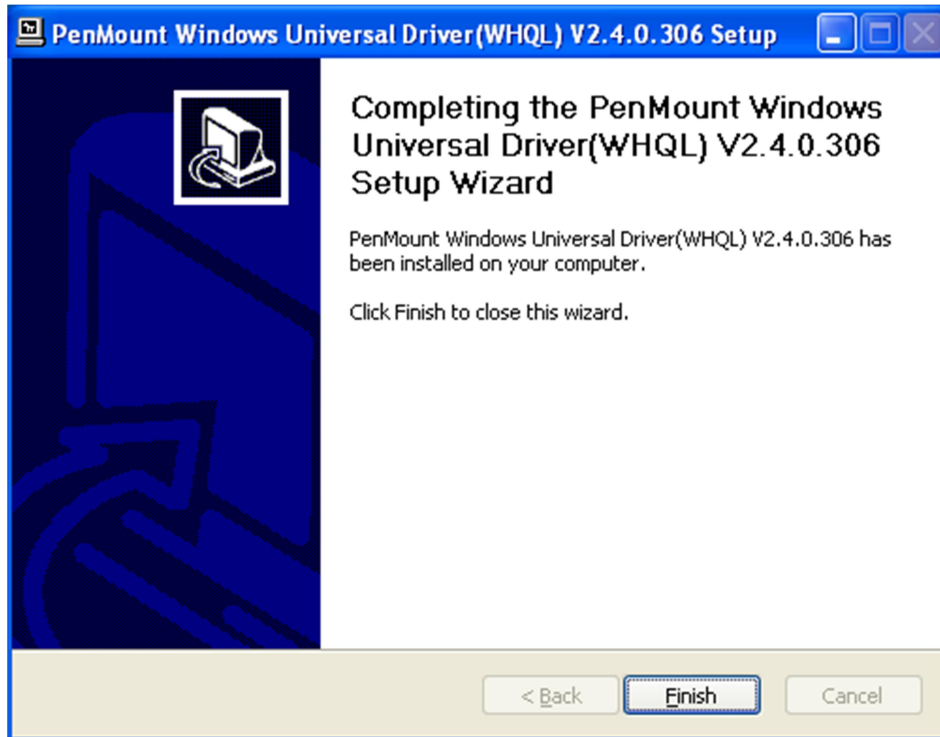 PenMount Windows Universal Driver(WHQL) V2.4.0.306 Setup
Completing the PenMount Windows
Universal Driver(WHQL) V2.4.0.306
Setup Wizard
PenMount Windows Universal Driver(WHQL) V2.4.0.306 has
been installed on your computer.
Click Finish to close this wizard.
< Back
Finish
Cancel